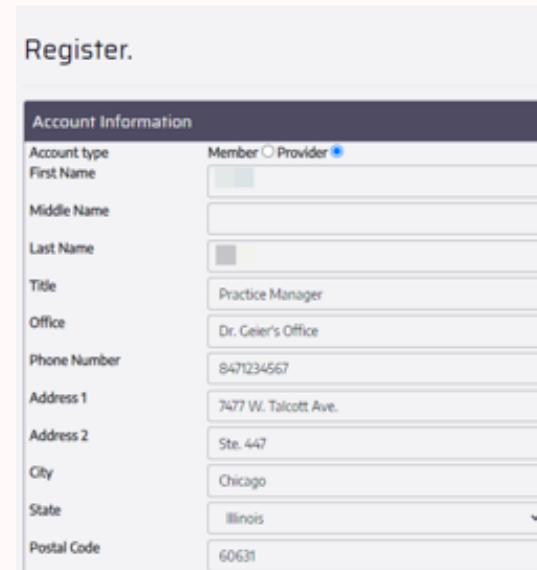 Register.
Account Information
Account type Member Provider
First Name
Middle Name
Last Name
Title Practice Manager
Office Dr. Geier's Office
Phone Number 8471234567
Address 1 7477 W. Talcott Ave.
Address 2 Ste. 447
City Chicago
State Illinois
Postal Code 60631